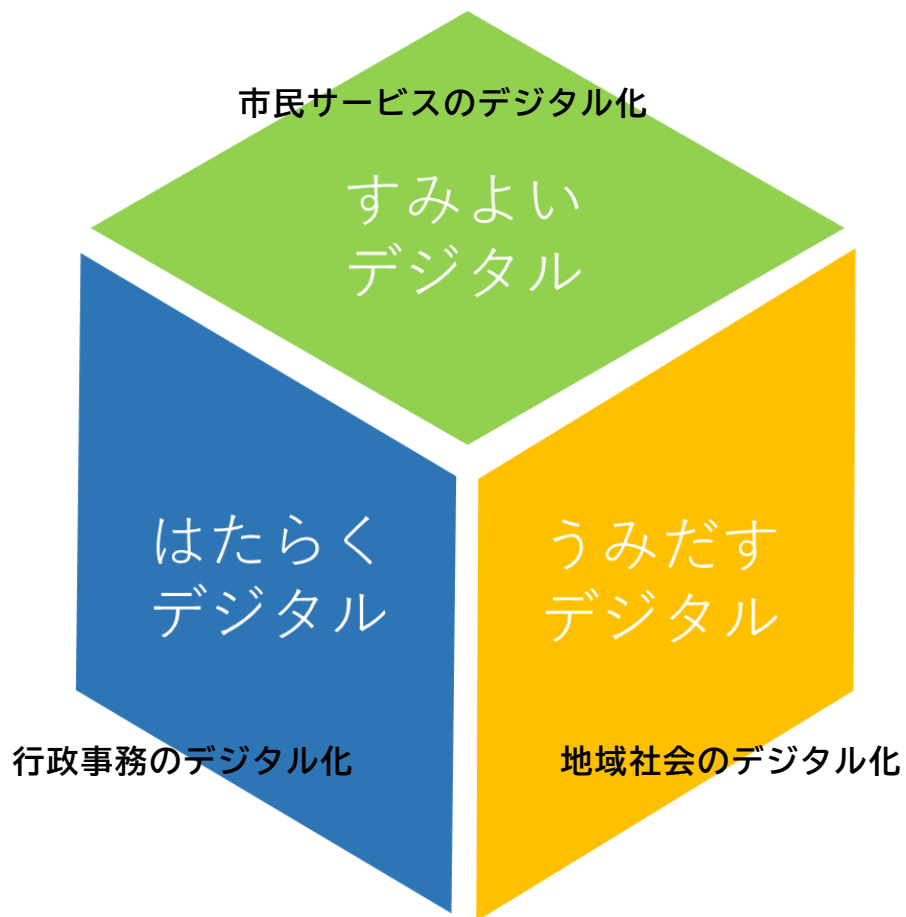 市民サービスのデジタル化
すみよい
デジタル
はたらく
デジタル
行政事務のデジタル化
うみだす
デジタル
地域社会のデジタル化